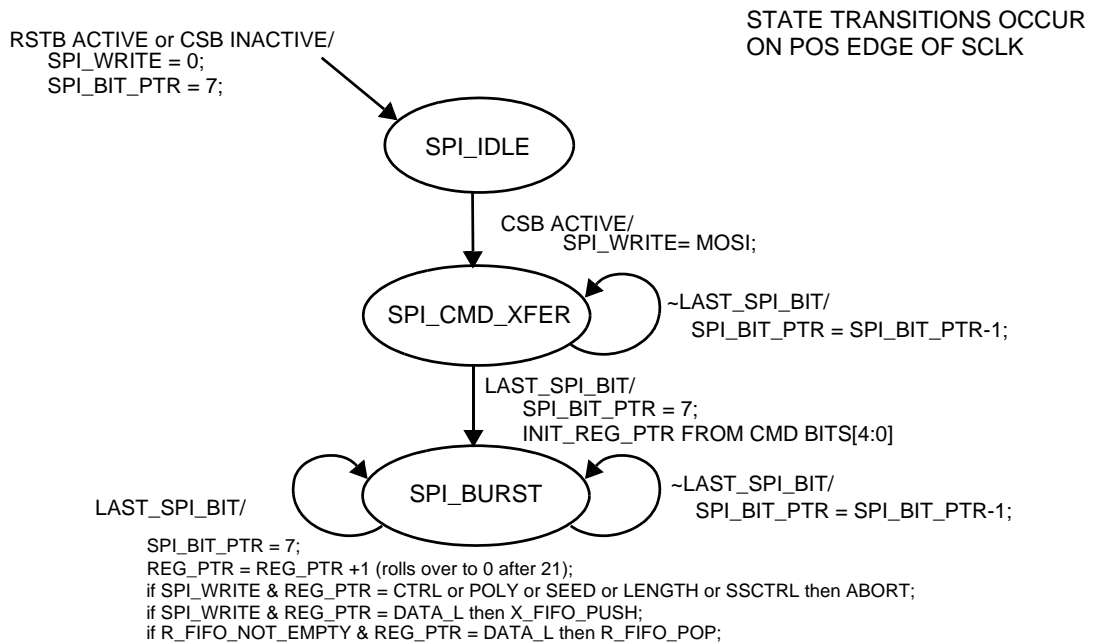 STATE TRANSITIONS OCCUR
ON POS EDGE OF SCLK
RSTB ACTIVE or CSB INACTIVE/
SPI_WRITE = 0;
SPI_BIT_PTR = 7;
SPI_IDLE
CSB ACTIVE/
SPI_WRITE= MOSI;
SPI_CMD_XFER
~LAST_SPI_BIT/
SPI_BIT_PTR = SPI_BIT_PTR-1;
LAST_SPI_BIT/
SPI_BIT_PTR = 7;
INIT_REG_PTR FROM CMD BITS[4:0]
SPI_BURST
~LAST_SPI_BIT/
SPI_BIT_PTR = SPI_BIT_PTR-1;
LAST_SPI_BIT/
SPI_BIT_PTR = 7;
REG_PTR = REG_PTR +1 (rolls over to 0 after 21);
if SPI_WRITE & REG_PTR = CTRL or POLY or SEED or LENGTH or SSCTRL then ABORT;
if SPI_WRITE & REG_PTR = DATA_L then X_FIFO_PUSH;
if R_FIFO_NOT_EMPTY & REG_PTR = DATA_L then R_FIFO_POP;